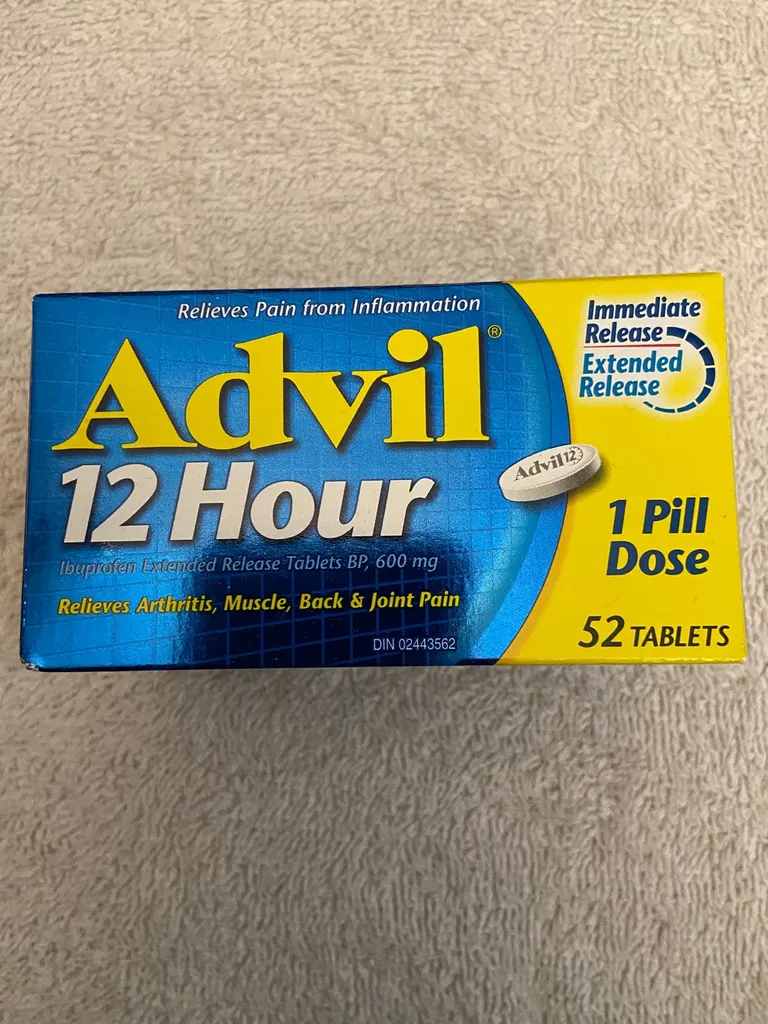 Relieves Pain from Inflammation
Advil®
12 Hour
Ibuprofen Extended Release Tablets BP, 600 mg
Relieves Arthritis, Muscle, Back & Joint Pain
DIN 02443562
Immediate
Release
Extended
Release
Advil 12
1 Pill
Dose
52 TABLETS